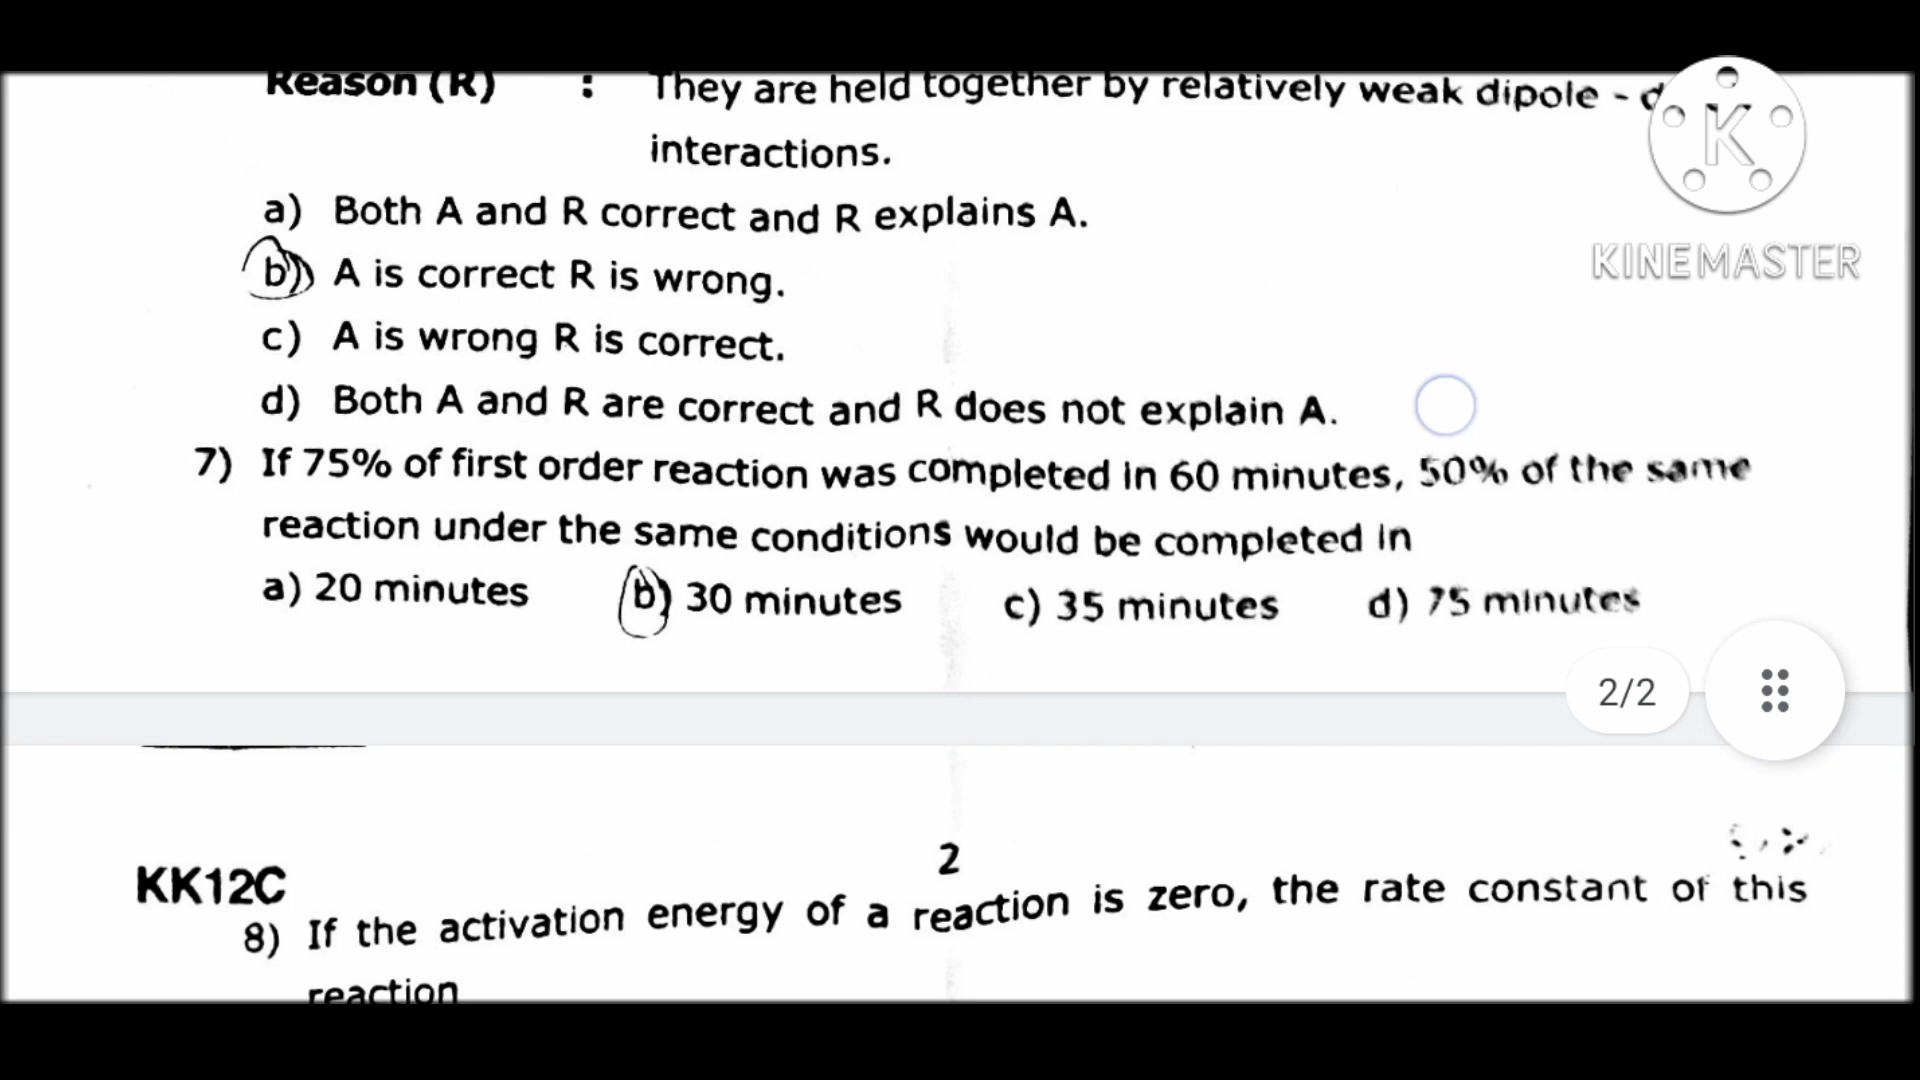 Reason (R) : They are held together by relatively weak dipole -
interactions.
a) Both A and R correct and R explains A.
b) A is correct R is wrong.
c) A is wrong R is correct.
d) Both A and R are correct and R does not explain A.
7) If 75% of first order reaction was completed in 60 minutes, 50% of the same
reaction under the same conditions would be completed in
a) 20 minutes b) 30 minutes c) 35 minutes d) 75 minutes
2/2
2
KK12C
8) If the activation energy of a reaction is zero, the rate constant of this
reaction
K
KINEMASTER